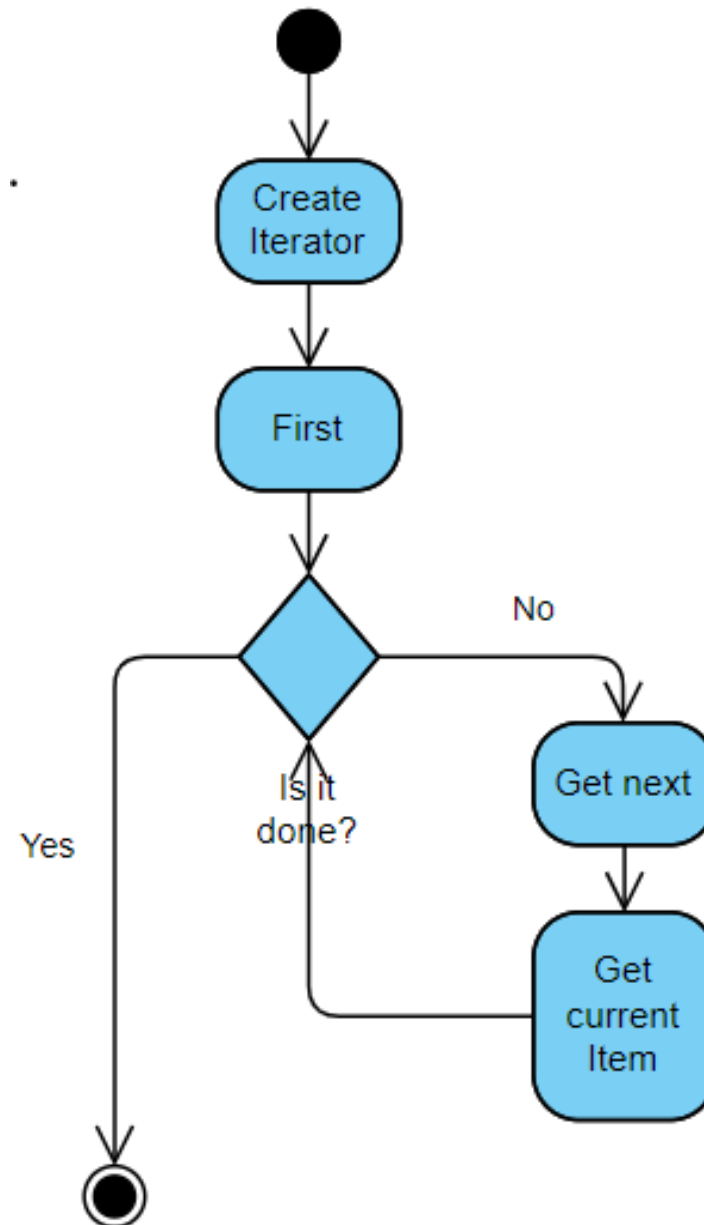 Create
Iterator
First
No
Get next
Is it
done?
Yes
Get
current
Item